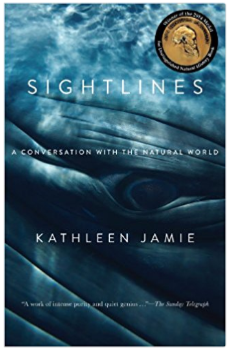 SIGHTLINES
A CONVERSATION WITH THE NATURAL WORLD
KATHLEEN JAMIE
"A work of intense purity and quiet genius...."—The Sunday Telegraph